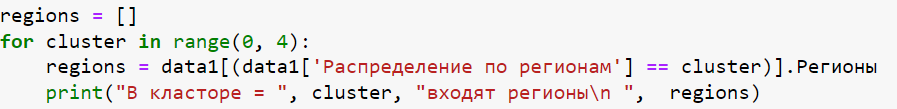 regions = []
for cluster in range(0, 4):
    regions = data1[(data1['Распределение по регионам'] == cluster)].Регионы
    print("В класторе = ", cluster, "входят регионы\n ",  regions)